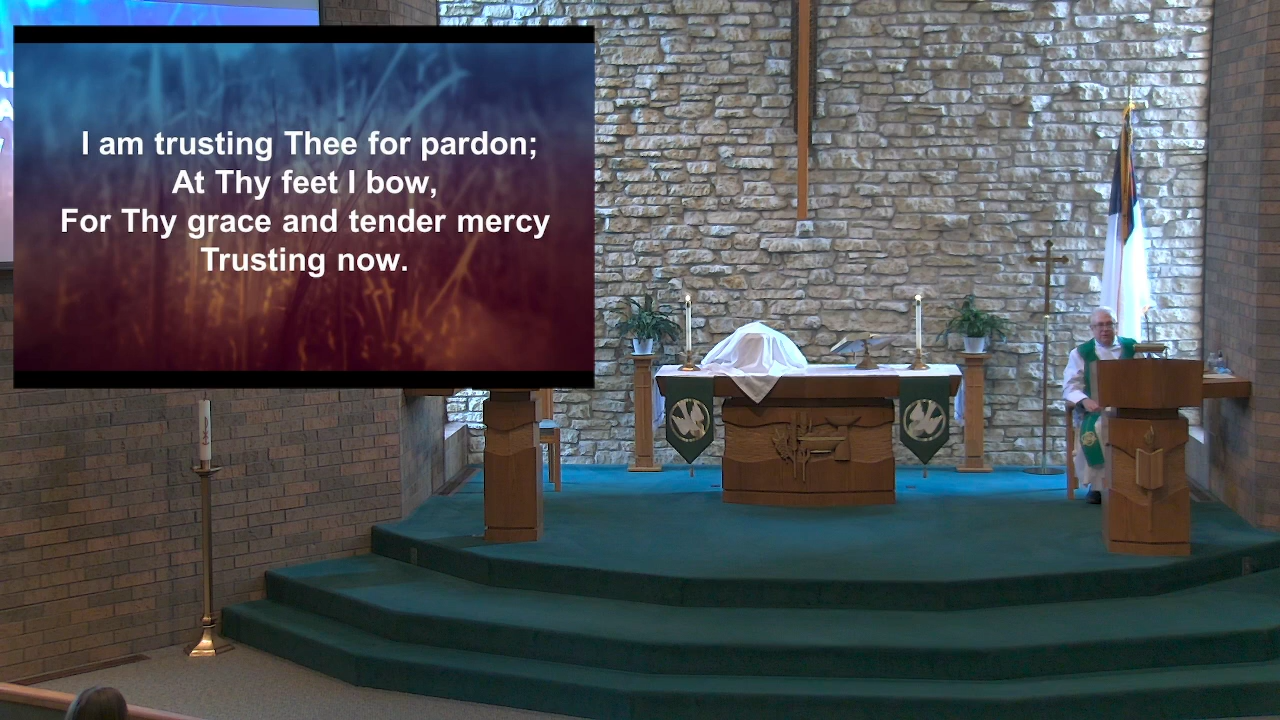 I am trusting Thee for pardon;
At Thy feet I bow,
For Thy grace and tender mercy
Trusting now.